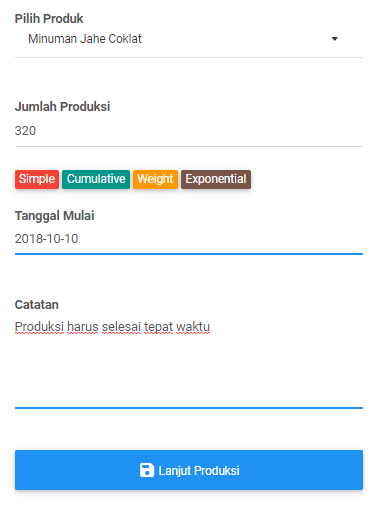 Pilih Produk
Minuman Jahe Coklat
Jumlah Produksi
320
Simple Cumulative Weight Exponential
Tanggal Mulai
2018-10-10
Catatan
Produksi harus selesai tepat waktu
Lanjut Produksi